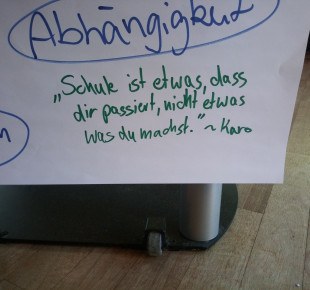 Abhängigkeit
„Schule ist etwas, dass
dir passiert, nicht etwas
was du machst." ~ Karo